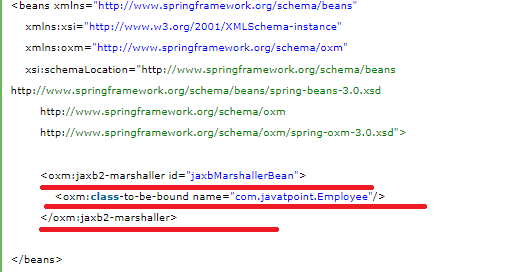 <beans xmlns="http://www.springframework.org/schema/beans"
xmlns:xsi="http://www.w3.org/2001/XMLSchema-instance"
xmlns:oxm="http://www.springframework.org/schema/oxm"
xsi:schemaLocation="http://www.springframework.org/schema/beans
http://www.springframework.org/schema/beans/spring-beans-3.0.xsd
http://www.springframework.org/schema/oxm
http://www.springframework.org/schema/oxm/spring-oxm-3.0.xsd">
<oxm:jaxb2-marshaller id="jaxbMarshallerBean">
<oxm:class-to-be-bound name="com.javatpoint.Employee"/>
</oxm:jaxb2-marshaller>
</beans>